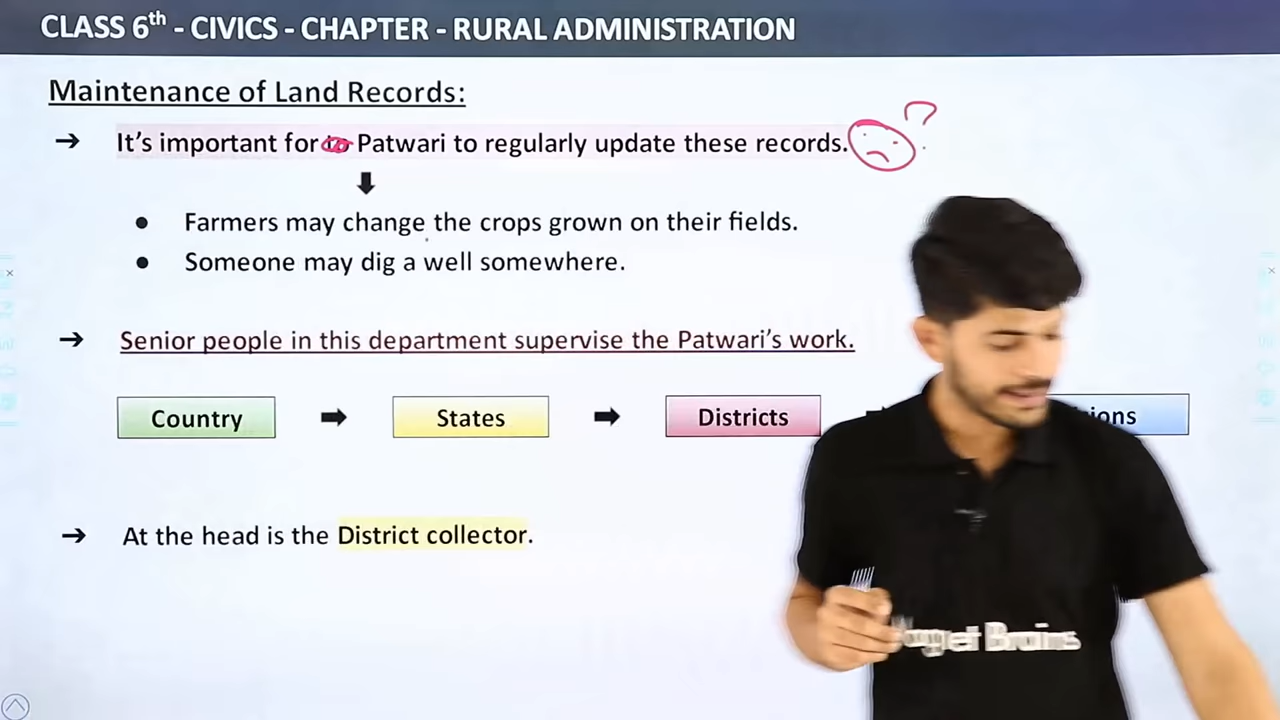 CLASS 6th - CIVICS - CHAPTER - RURAL ADMINISTRATION
Maintenance of Land Records:
→ It's important for to Patwari to regularly update these records. ?
• Farmers may change the crops grown on their fields.
• Someone may dig a well somewhere.
→ Senior people in this department supervise the Patwari's work.
Country → States → Districts
→ At the head is the District collector.
Brains